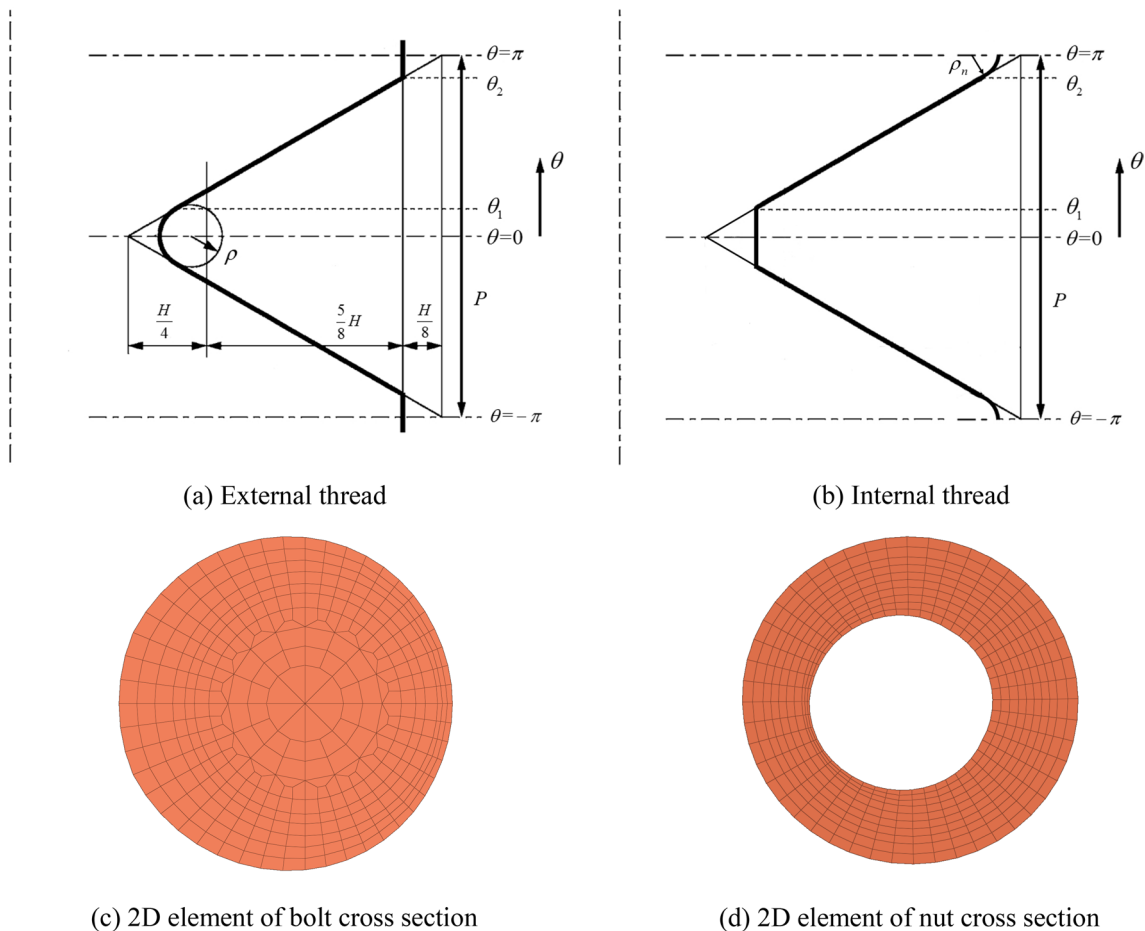 θ=π
θ₂
θ
θ₁
θ=0
ρ
P
H/4
5/8 H
H/8
θ=−π
(a) External thread
θ=π
ρₙ
θ₂
θ
θ₁
θ=0
P
θ=−π
(b) Internal thread
(c) 2D element of bolt cross section
(d) 2D element of nut cross section